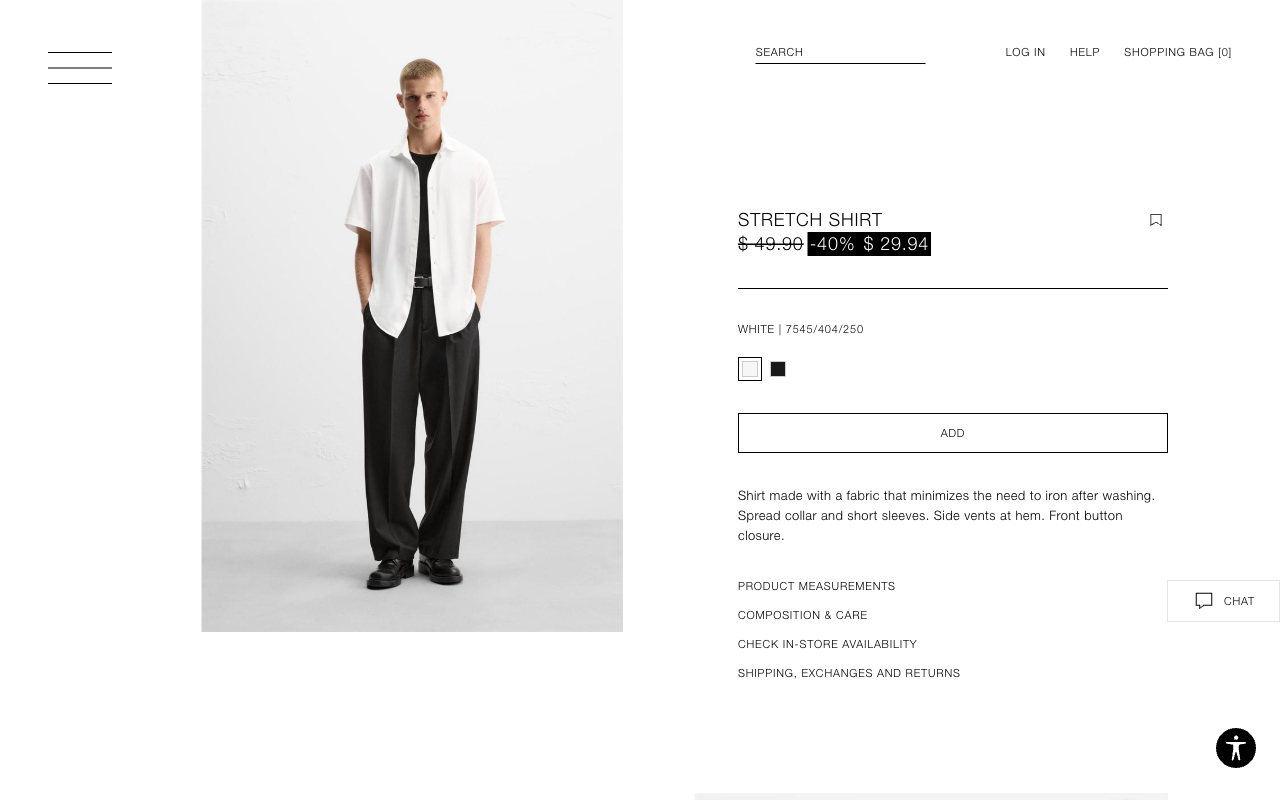 SEARCH
LOG IN
HELP
SHOPPING BAG [0]
STRETCH SHIRT
$ 49.90 -40% $ 29.94
WHITE | 7545/404/250
ADD
Shirt made with a fabric that minimizes the need to iron after washing.
Spread collar and short sleeves. Side vents at hem. Front button
closure.
PRODUCT MEASUREMENTS
COMPOSITION & CARE
CHAT
CHECK IN-STORE AVAILABILITY
SHIPPING, EXCHANGES AND RETURNS